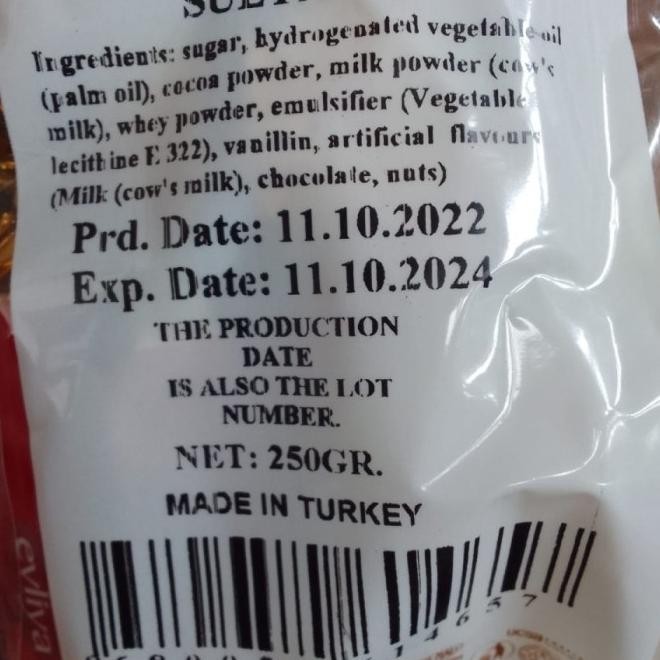 Ingredients: sugar, hydrogenated vegetable oil
(palm oil), cocoa powder, milk powder (cow's
milk), whey powder, emulsifier (Vegetable
lecithine E 322), vanillin, artificial flavours
(Milk (cow's milk), chocolate, nuts)
Prd. Date: 11.10.2022
Exp. Date: 11.10.2024
THE PRODUCTION
DATE
IS ALSO THE LOT
NUMBER.
NET: 250GR.
MADE IN TURKEY
evliva
14657